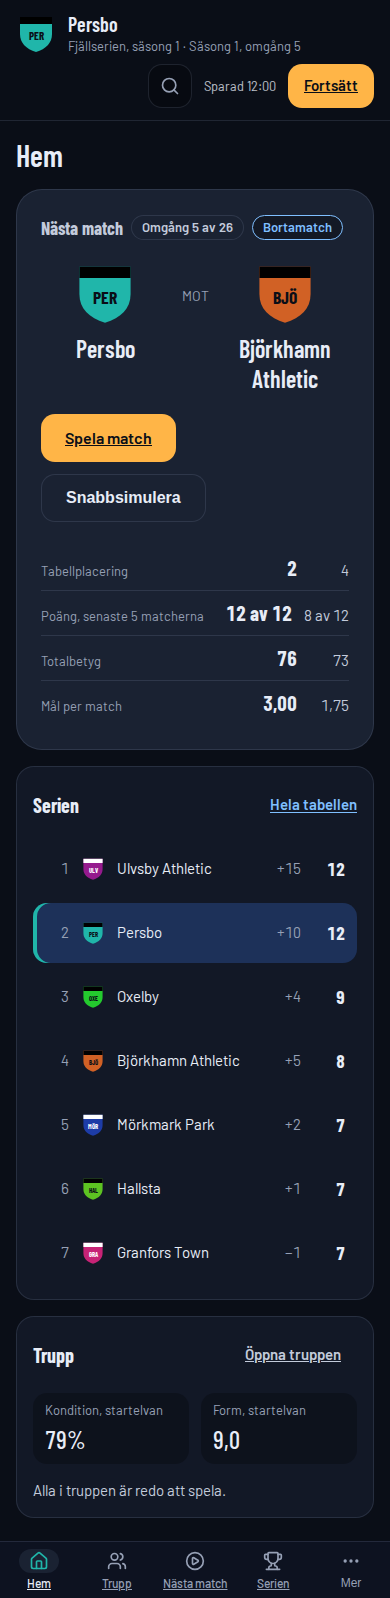 PER
Persbo
Fjällserien, säsong 1 · Säsong 1, omgång 5
Sparad 12:00
Fortsätt
Hem
Nästa match
Omgång 5 av 26
Bortamatch
PER
MOT
BJÖ
Persbo
Björkhamn
Athletic
Spela match
Snabbsimulera
Tabellplacering 2 4
Poäng, senaste 5 matcherna 12 av 12 8 av 12
Totalbetyg 76 73
Mål per match 3,00 1,75
Serien Hela tabellen
1 ULV Ulvsby Athletic +15 12
2 PER Persbo +10 12
3 OXE Oxelby +4 9
4 BJÖ Björkhamn Athletic +5 8
5 MÖR Mörkmark Park +2 7
6 HAL Hallsta +1 7
7 GRA Granfors Town −1 7
Trupp Öppna truppen
Kondition, startelvan
79%
Form, startelvan
9,0
Alla i truppen är redo att spela.
Hem Trupp Nästa match Serien Mer